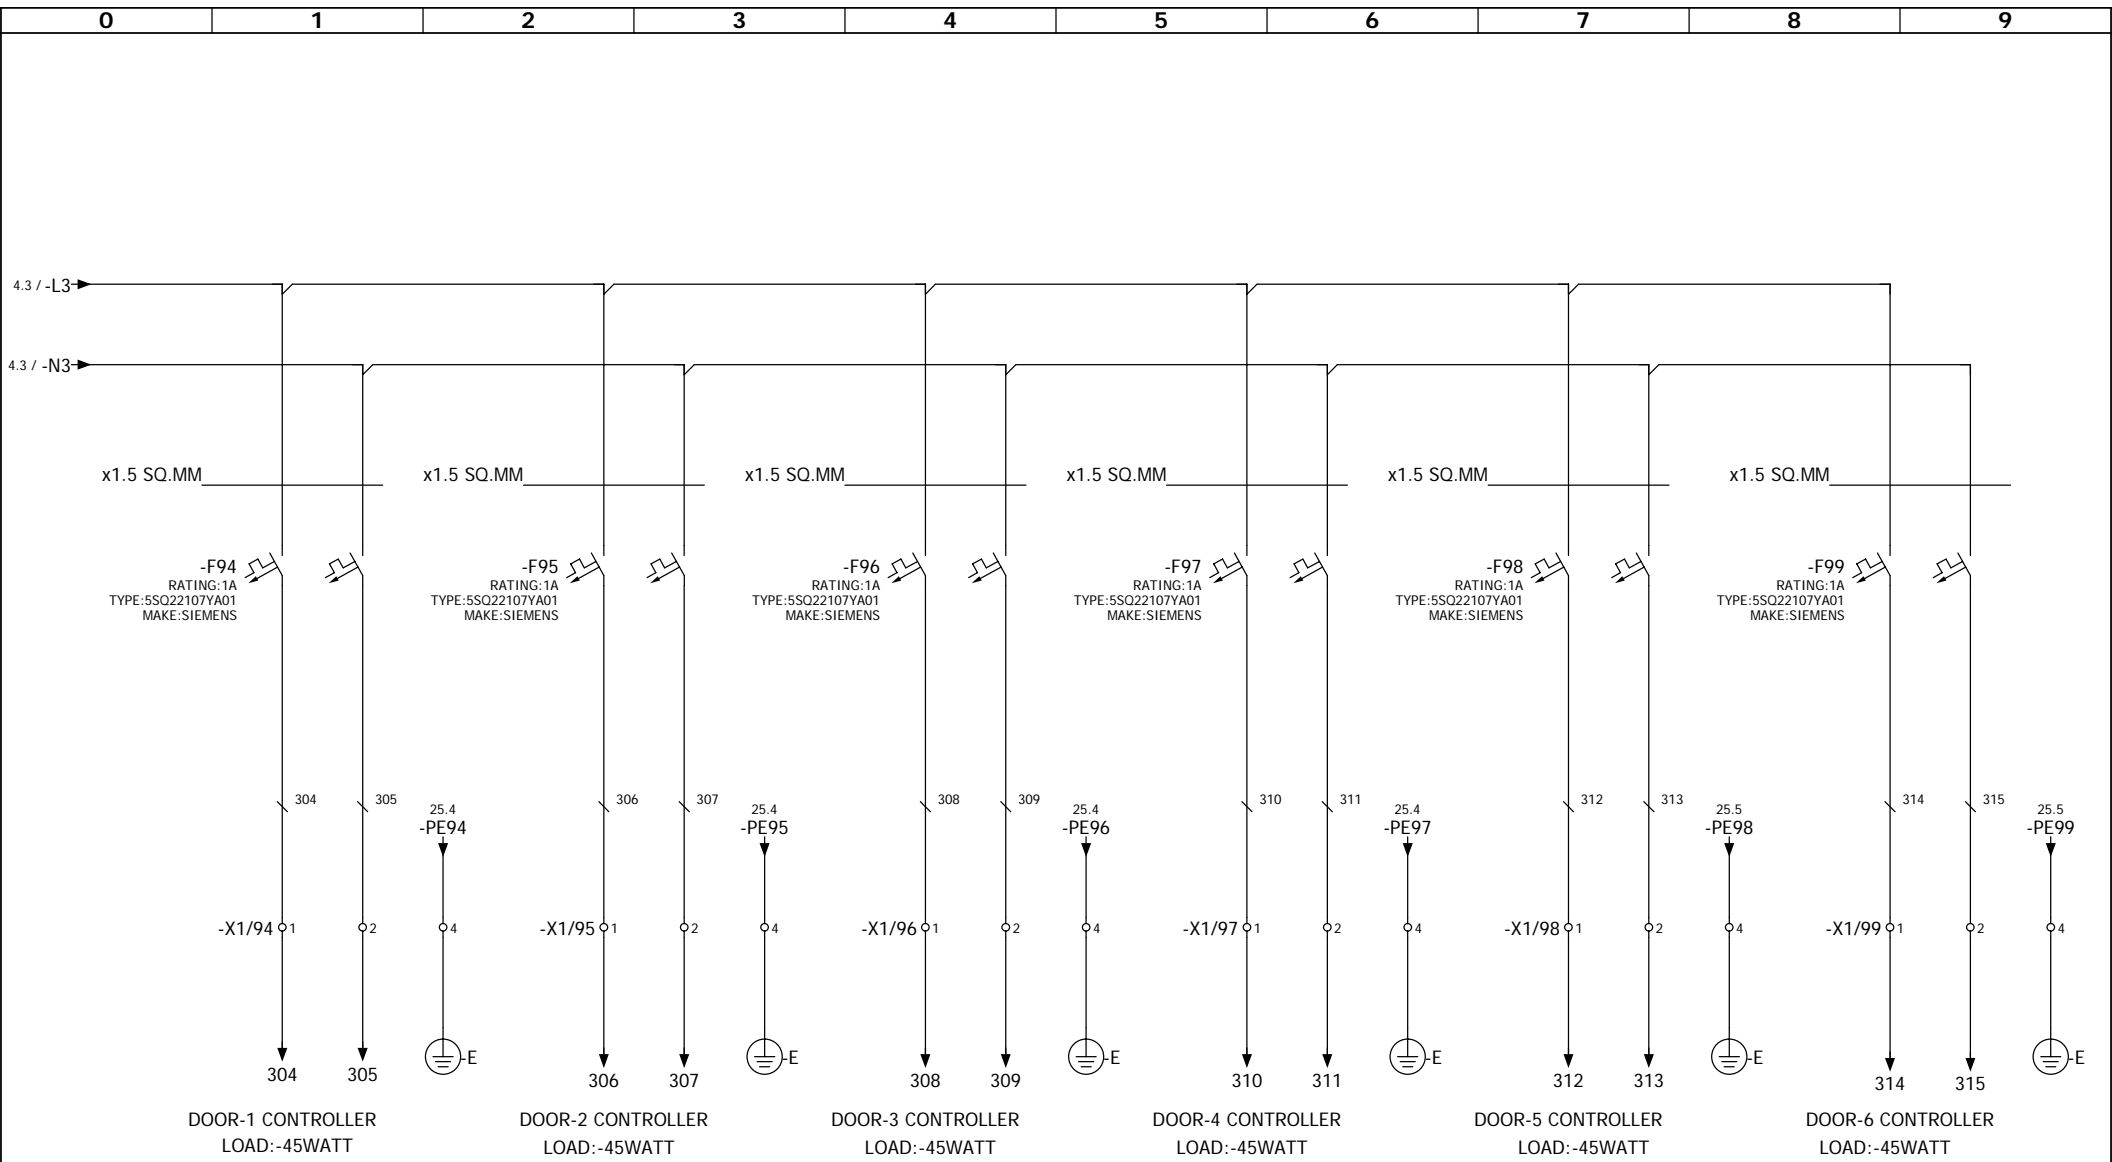 0 1 2 3 4 5 6 7 8 9
4.3 / -L3
4.3 / -N3
x1.5 SQ.MM x1.5 SQ.MM x1.5 SQ.MM x1.5 SQ.MM x1.5 SQ.MM x1.5 SQ.MM
-F94 -F95 -F96 -F97 -F98 -F99
RATING:1A RATING:1A RATING:1A RATING:1A RATING:1A RATING:1A
TYPE:5SQ22107YA01 TYPE:5SQ22107YA01 TYPE:5SQ22107YA01 TYPE:5SQ22107YA01 TYPE:5SQ22107YA01 TYPE:5SQ22107YA01
MAKE:SIEMENS MAKE:SIEMENS MAKE:SIEMENS MAKE:SIEMENS MAKE:SIEMENS MAKE:SIEMENS
304 305 306 307 308 309 310 311 312 313 314 315
25.4 25.4 25.4 25.4 25.5 25.5
-PE94 -PE95 -PE96 -PE97 -PE98 -PE99
-X1/94 1 2 4 -X1/95 1 2 4 -X1/96 1 2 4 -X1/97 1 2 4 -X1/98 1 2 4 -X1/99 1 2 4
-E -E -E -E -E -E
304 305 306 307 308 309 310 311 312 313 314 315
DOOR-1 CONTROLLER DOOR-2 CONTROLLER DOOR-3 CONTROLLER DOOR-4 CONTROLLER DOOR-5 CONTROLLER DOOR-6 CONTROLLER
LOAD:-45WATT LOAD:-45WATT LOAD:-45WATT LOAD:-45WATT LOAD:-45WATT LOAD:-45WATT